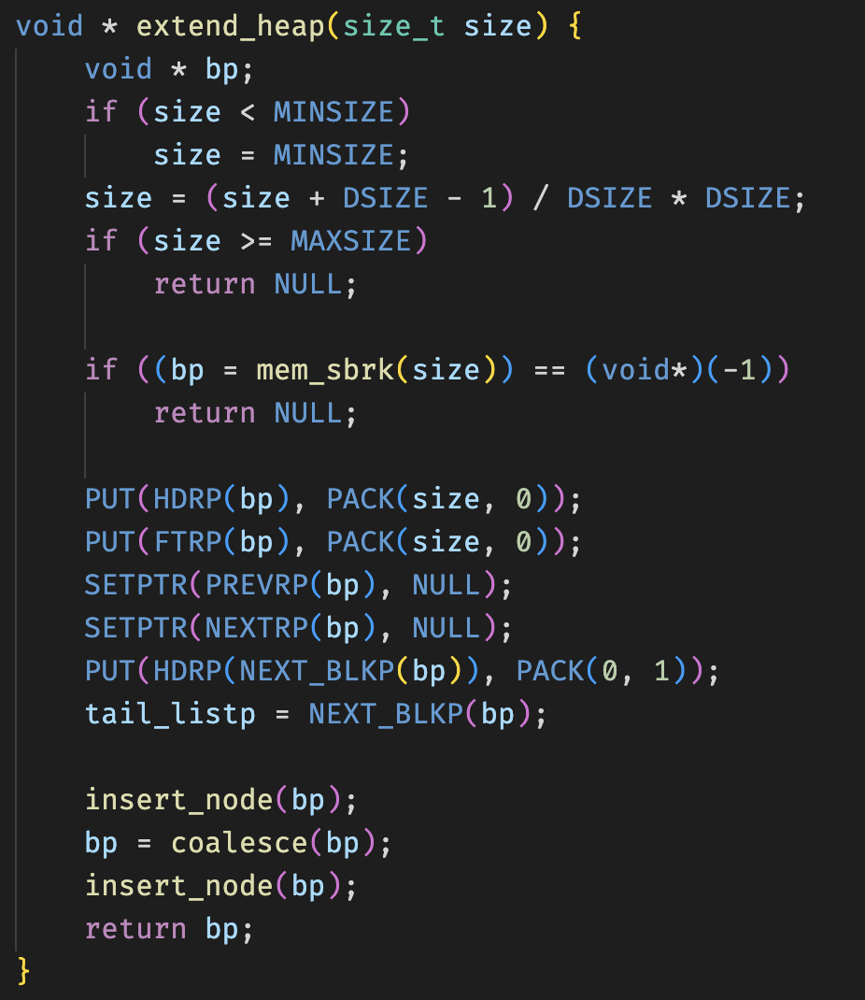 void * extend_heap(size_t size) {
    void * bp;
    if (size < MINSIZE)
        size = MINSIZE;
    size = (size + DSIZE - 1) / DSIZE * DSIZE;
    if (size >= MAXSIZE)
        return NULL;

    if ((bp = mem_sbrk(size)) == (void*)(-1))
        return NULL;

    PUT(HDRP(bp), PACK(size, 0));
    PUT(FTRP(bp), PACK(size, 0));
    SETPTR(PREVRP(bp), NULL);
    SETPTR(NEXTRP(bp), NULL);
    PUT(HDRP(NEXT_BLKP(bp)), PACK(0, 1));
    tail_listp = NEXT_BLKP(bp);

    insert_node(bp);
    bp = coalesce(bp);
    insert_node(bp);
    return bp;
}